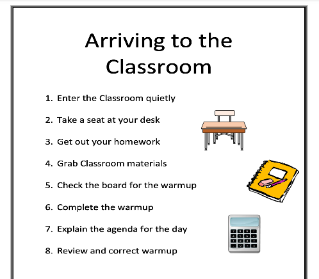 Arriving to the
Classroom
1. Enter the Classroom quietly
2. Take a seat at your desk
3. Get out your homework
4. Grab Classroom materials
5. Check the board for the warmup
6. Complete the warmup
7. Explain the agenda for the day
8. Review and correct warmup